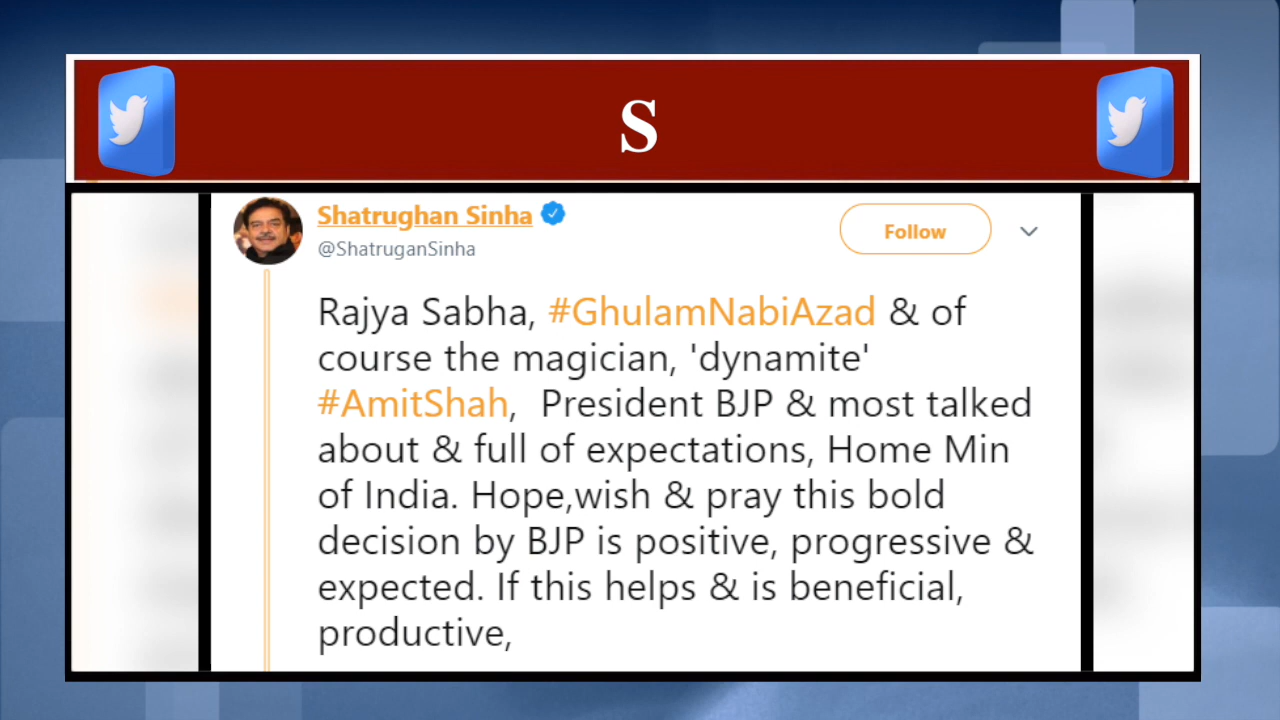 S
Shatrughan Sinha
@ShatruganSinha
Follow
Rajya Sabha, #GhulamNabiAzad & of
course the magician, 'dynamite'
#AmitShah,  President BJP & most talked
about & full of expectations, Home Min
of India. Hope,wish & pray this bold
decision by BJP is positive, progressive &
expected. If this helps & is beneficial,
productive,